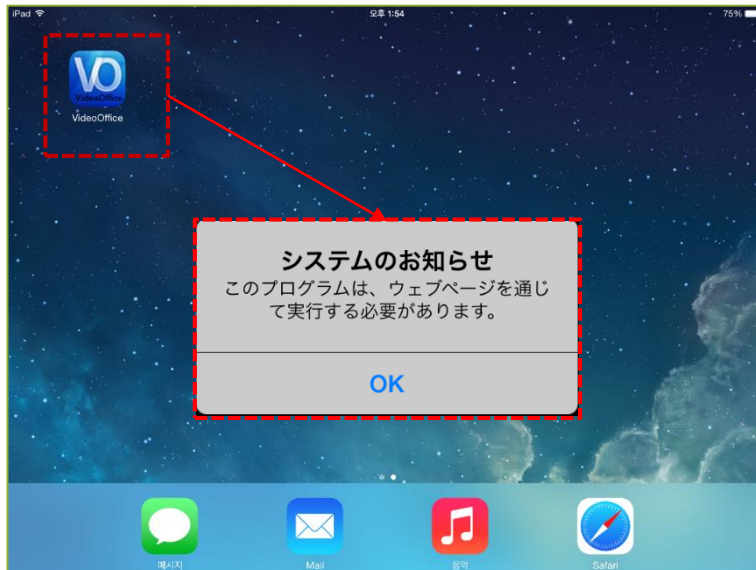 iPad
오후 1:54
75%
VO
VideoOffice
VideoOffice
システムのお知らせ
このプログラムは、ウェブページを通じ
て実行する必要があります。
OK
메시지
Mail
음악
Safari